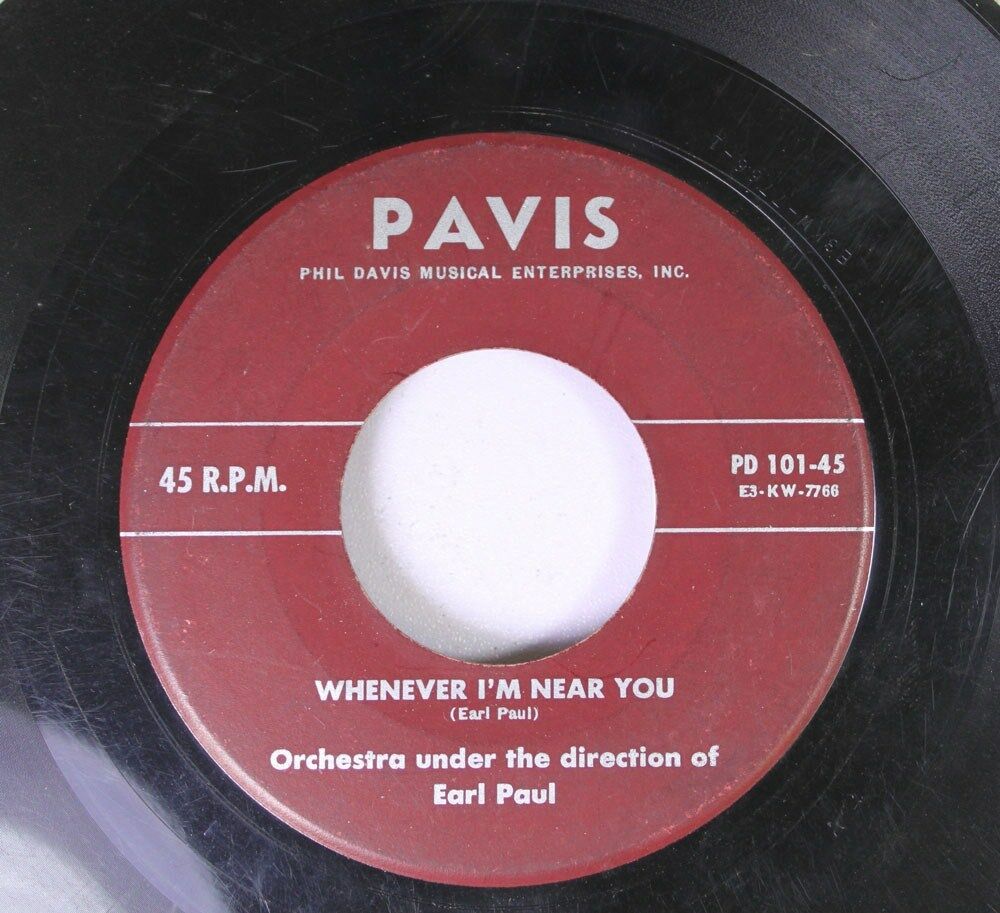 PAVIS
PHIL DAVIS MUSICAL ENTERPRISES, INC.
45 R.P.M.
PD 101-45
E3-KW-7766
WHENEVER I'M NEAR YOU
(Earl Paul)
Orchestra under the direction of
Earl Paul